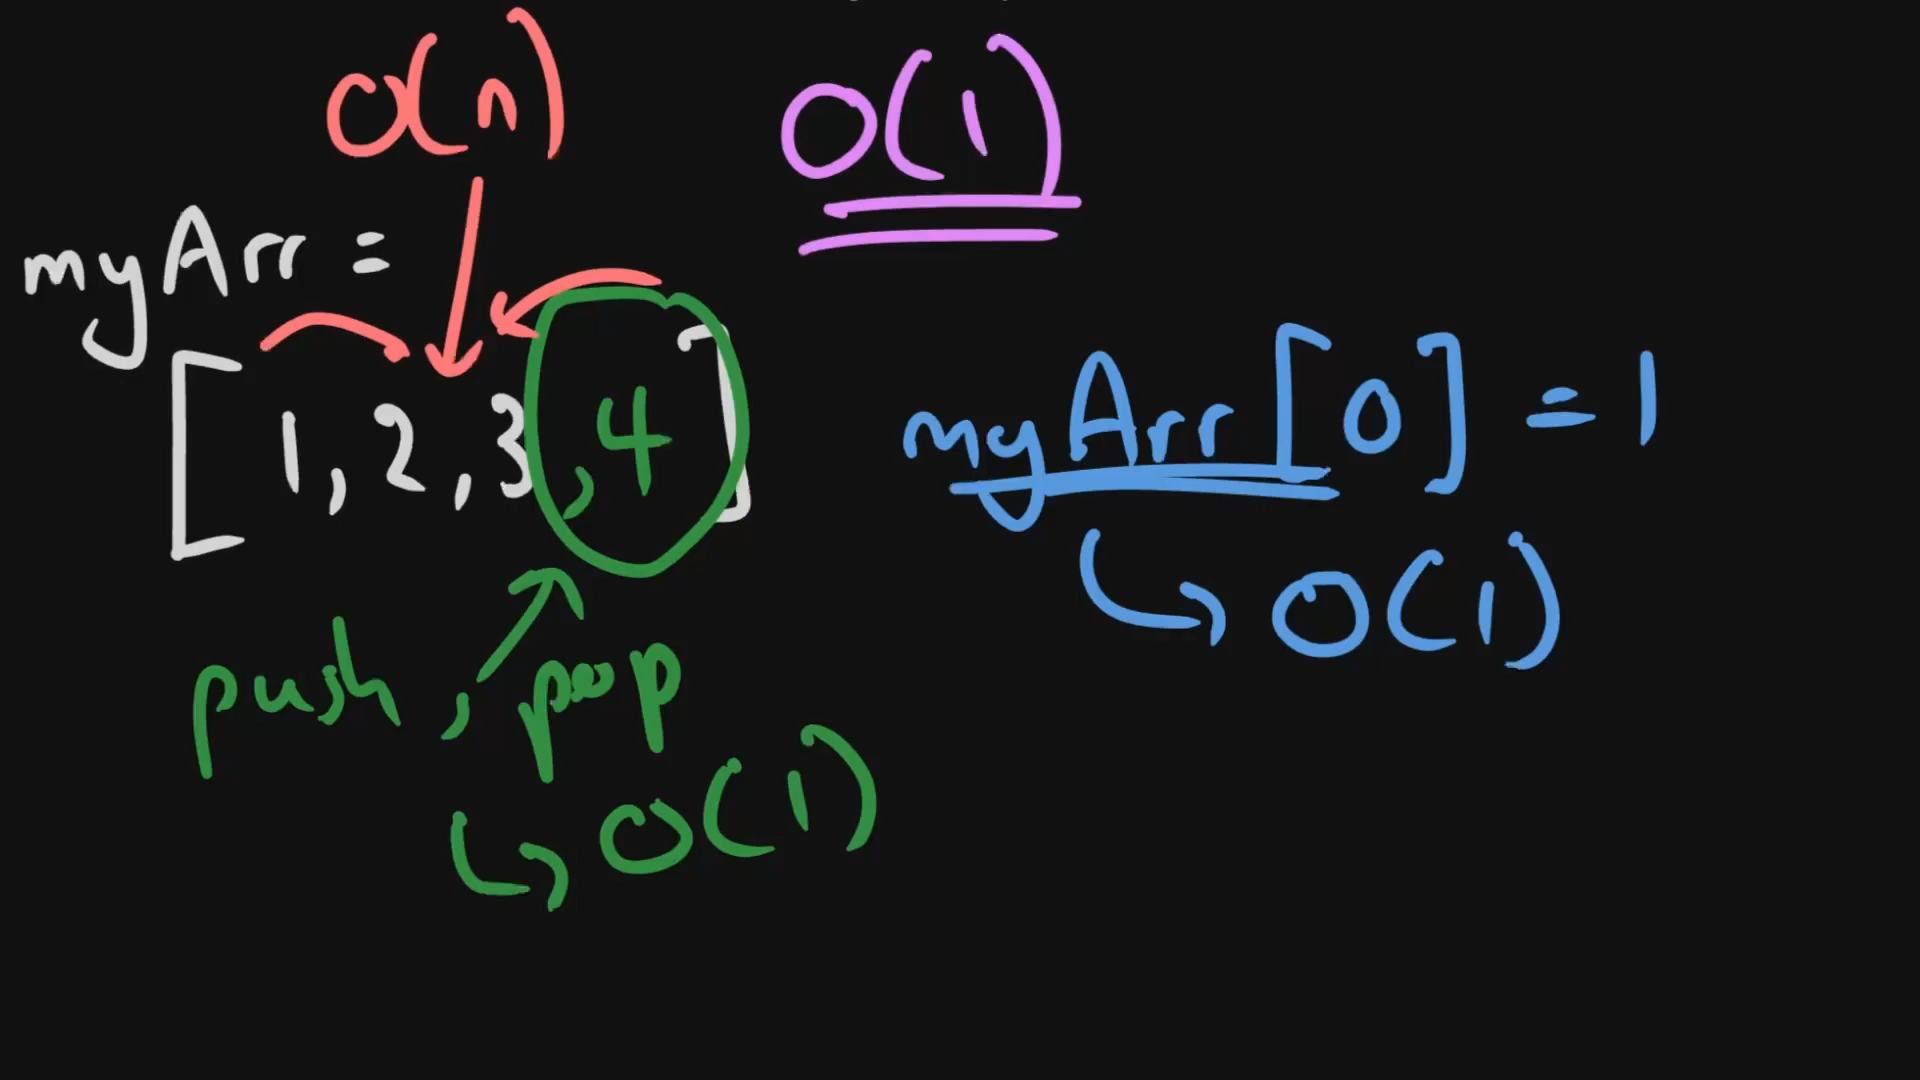 O(n)
O(1)
myArr =
[1,2,3,4]
myArr[0] = 1
O(1)
push, pop
O(1)